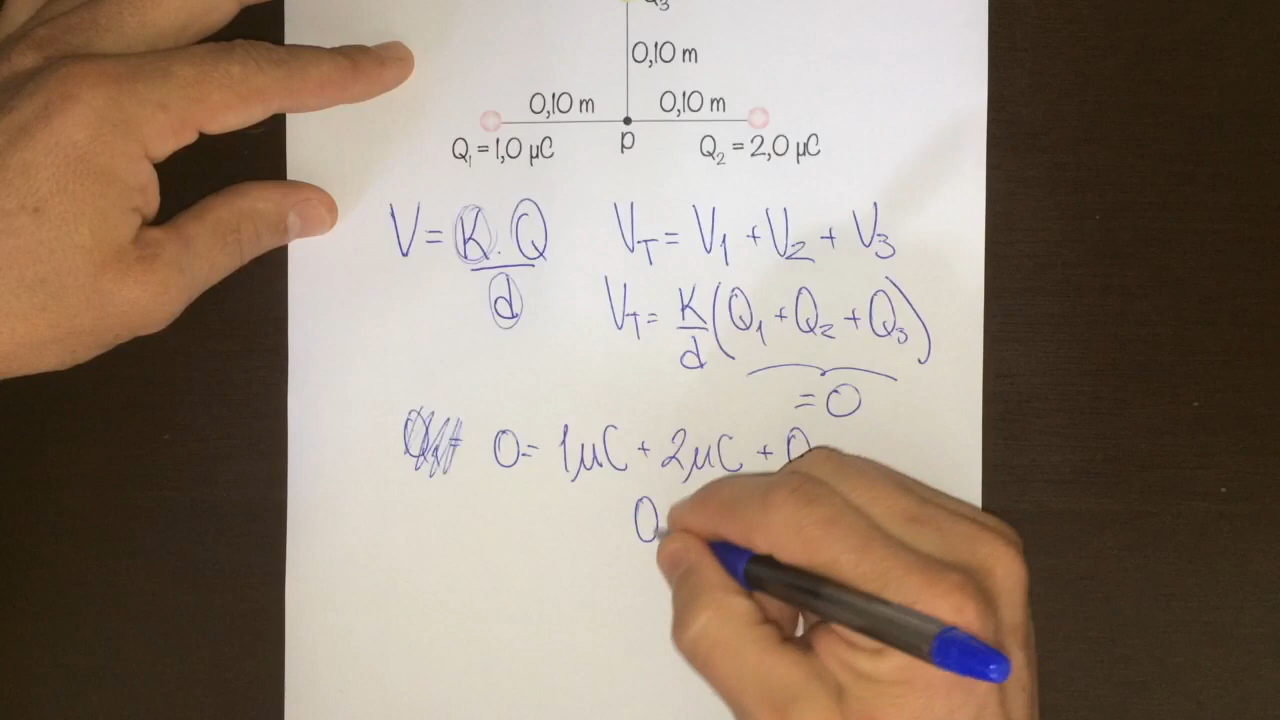 0,10 m
0,10 m 0,10 m
Q₁ = 1,0 µC p Q₂ = 2,0 µC
V = K.Q/d V_T = V₁ + V₂ + V₃
V_T = K/d (Q₁ + Q₂ + Q₃)
= 0
0 = 1µC + 2µC +